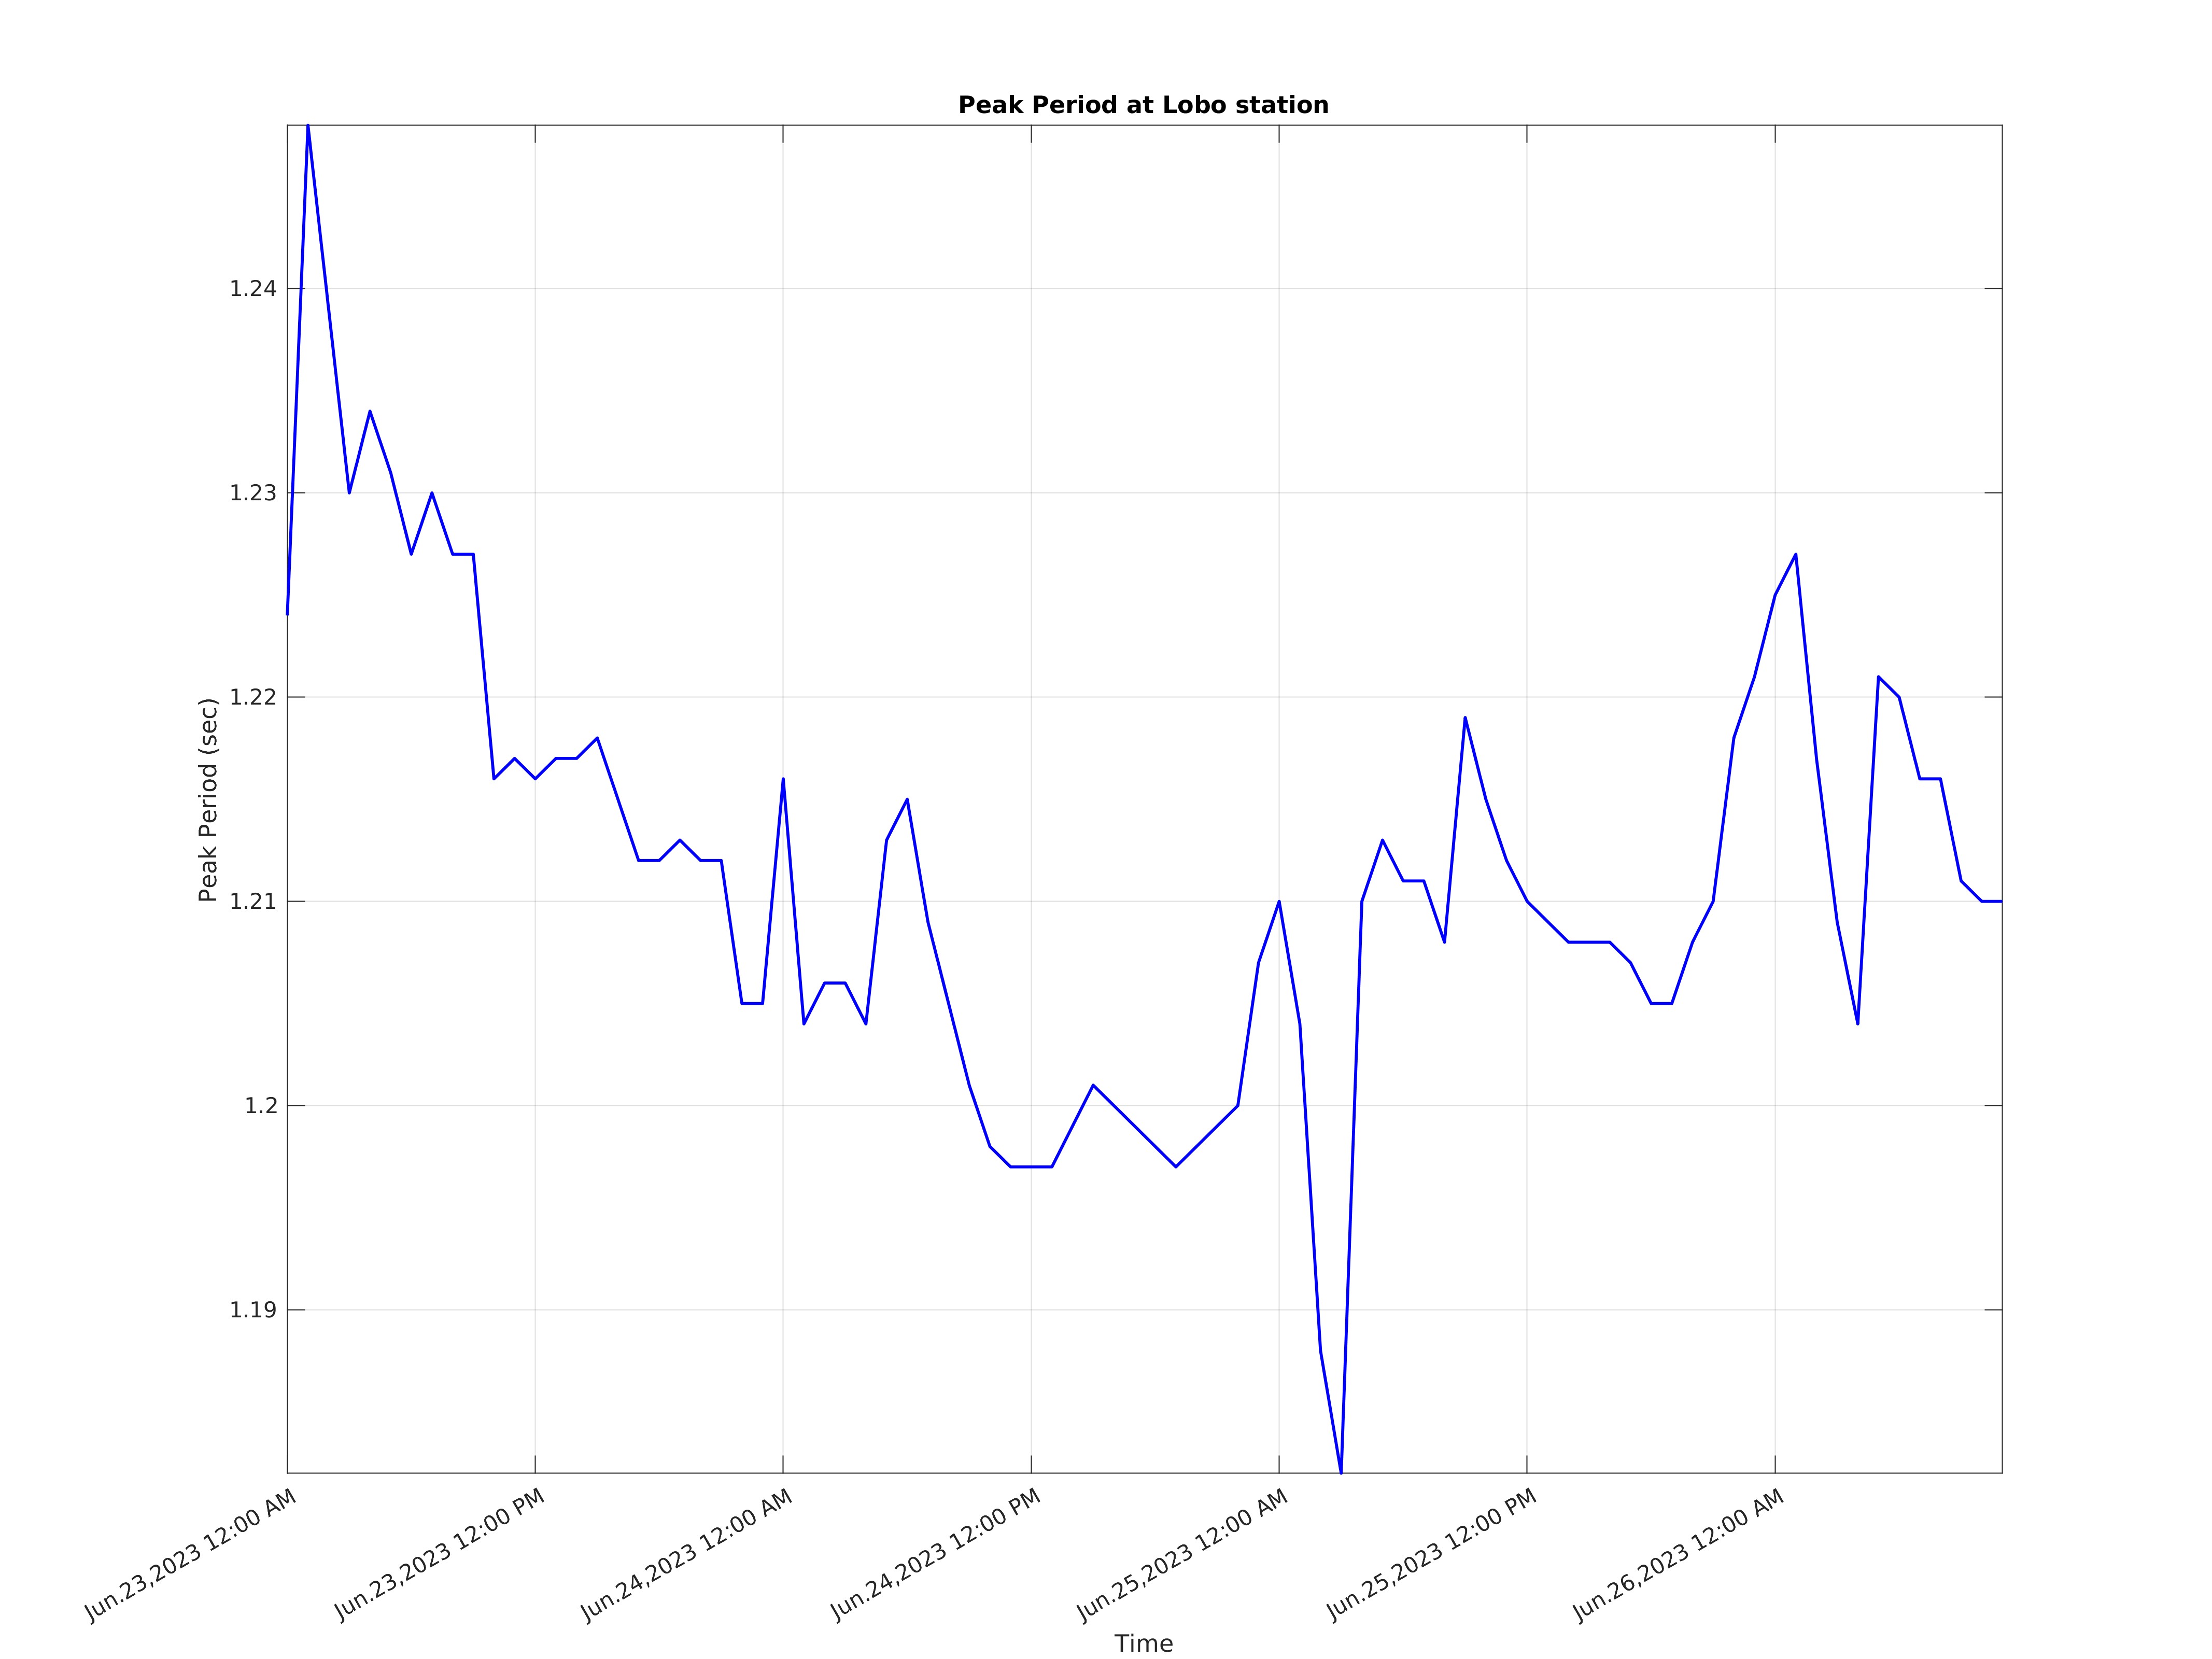 Peak Period at Lobo station
Peak Period (sec)
1.24
1.23
1.22
1.21
1.2
1.19
Jun.23,2023 12:00 AM
Jun.23,2023 12:00 PM
Jun.24,2023 12:00 AM
Jun.24,2023 12:00 PM
Jun.25,2023 12:00 AM
Jun.25,2023 12:00 PM
Jun.26,2023 12:00 AM
Time